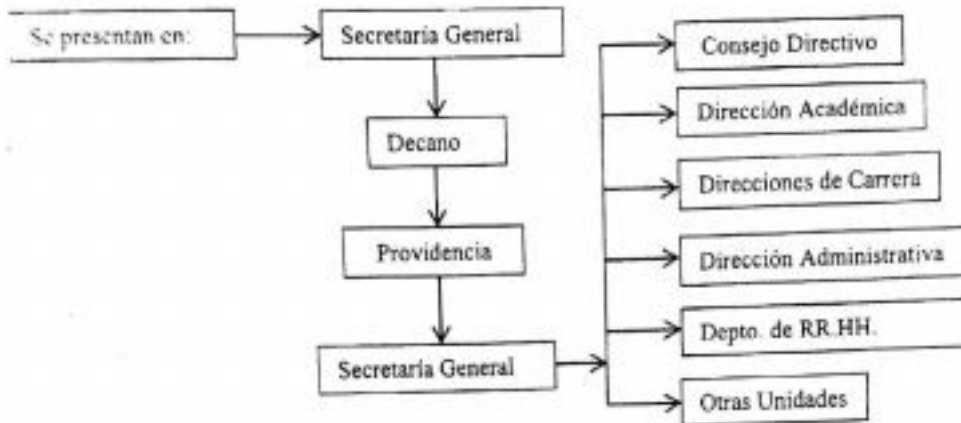 Se presentan en:
Secretaría General
Decano
Providencia
Secretaría General
Consejo Directivo
Dirección Académica
Direcciones de Carrera
Dirección Administrativa
Depto. de RR.HH.
Otras Unidades